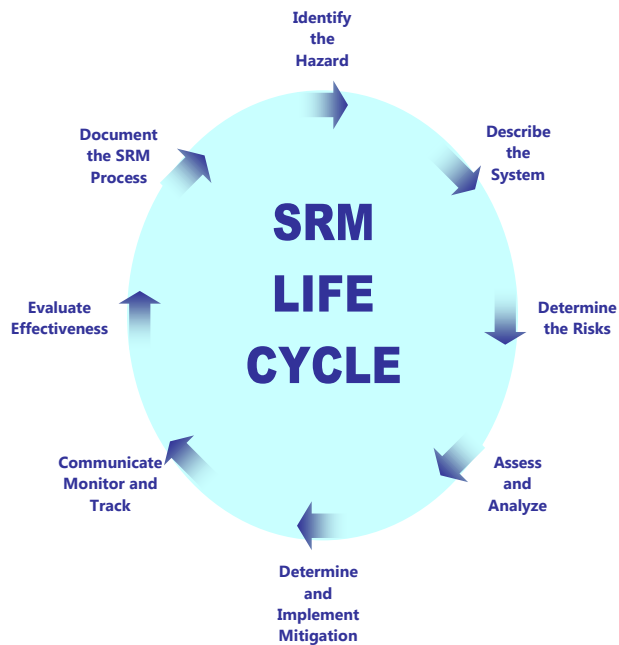 Identify
the
Hazard
Describe
the
System
Determine
the Risks
Assess
and
Analyze
Determine
and
Implement
Mitigation
Communicate
Monitor and
Track
Evaluate
Effectiveness
Document
the SRM
Process
SRM
LIFE
CYCLE